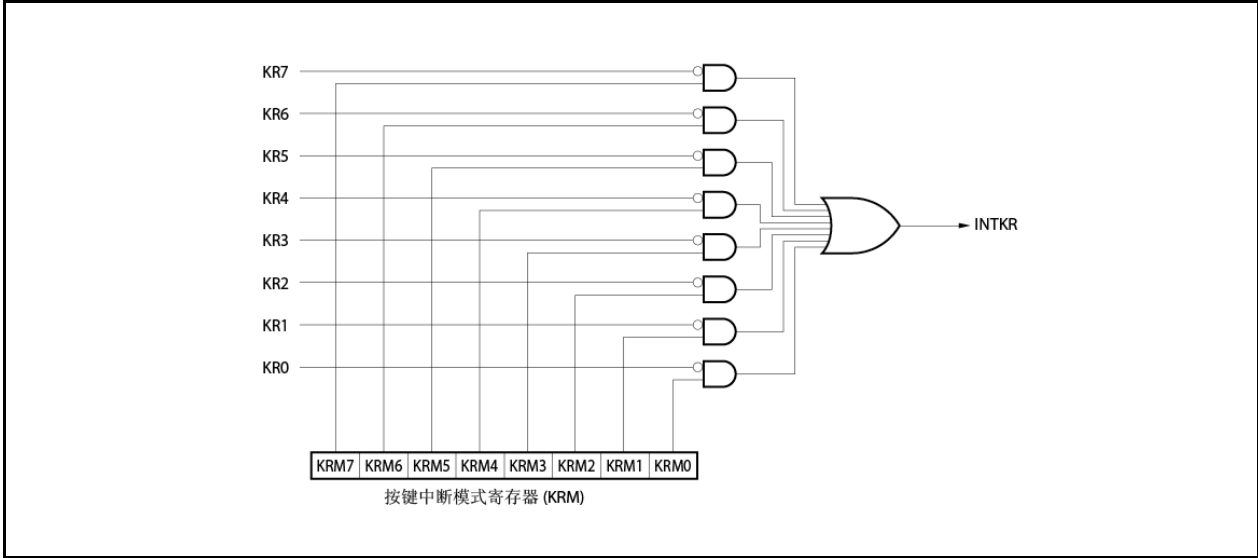 KR7
KR6
KR5
KR4
KR3
KR2
KR1
KR0
INTKR
KRM7 KRM6 KRM5 KRM4 KRM3 KRM2 KRM1 KRM0
按键中断模式寄存器 (KRM)